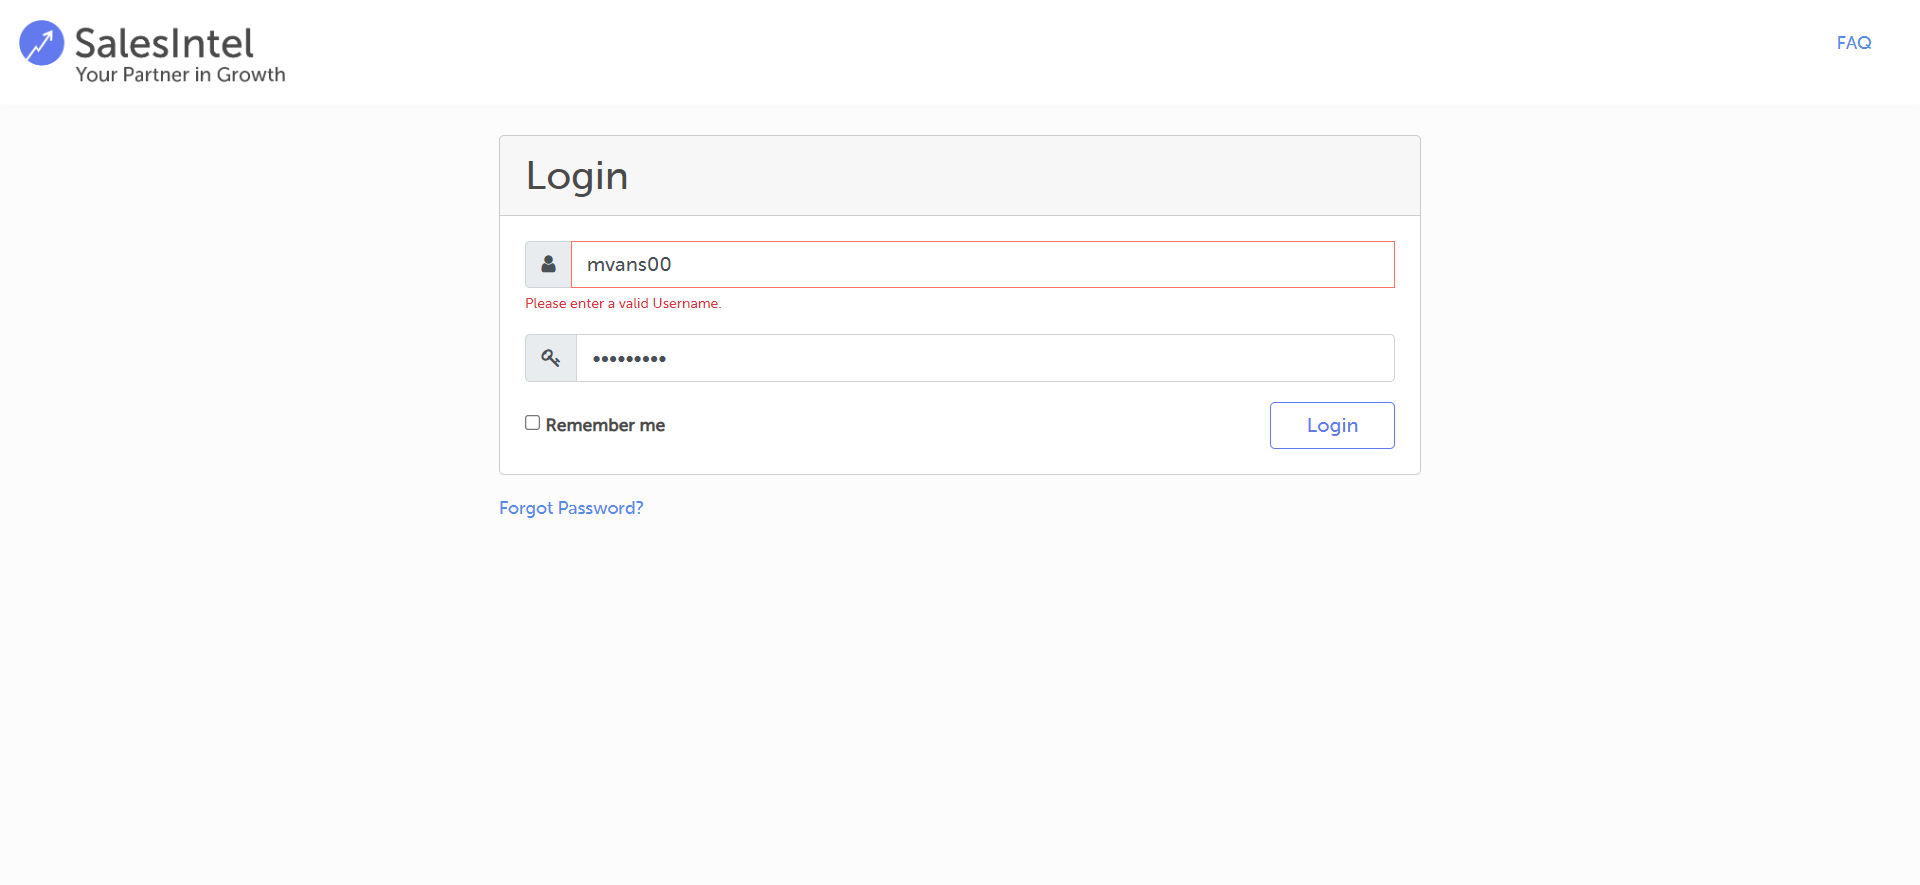 SalesIntel
Your Partner in Growth
FAQ
Login
mvans00
Please enter a valid Username.
•••••••••
Remember me
Login
Forgot Password?